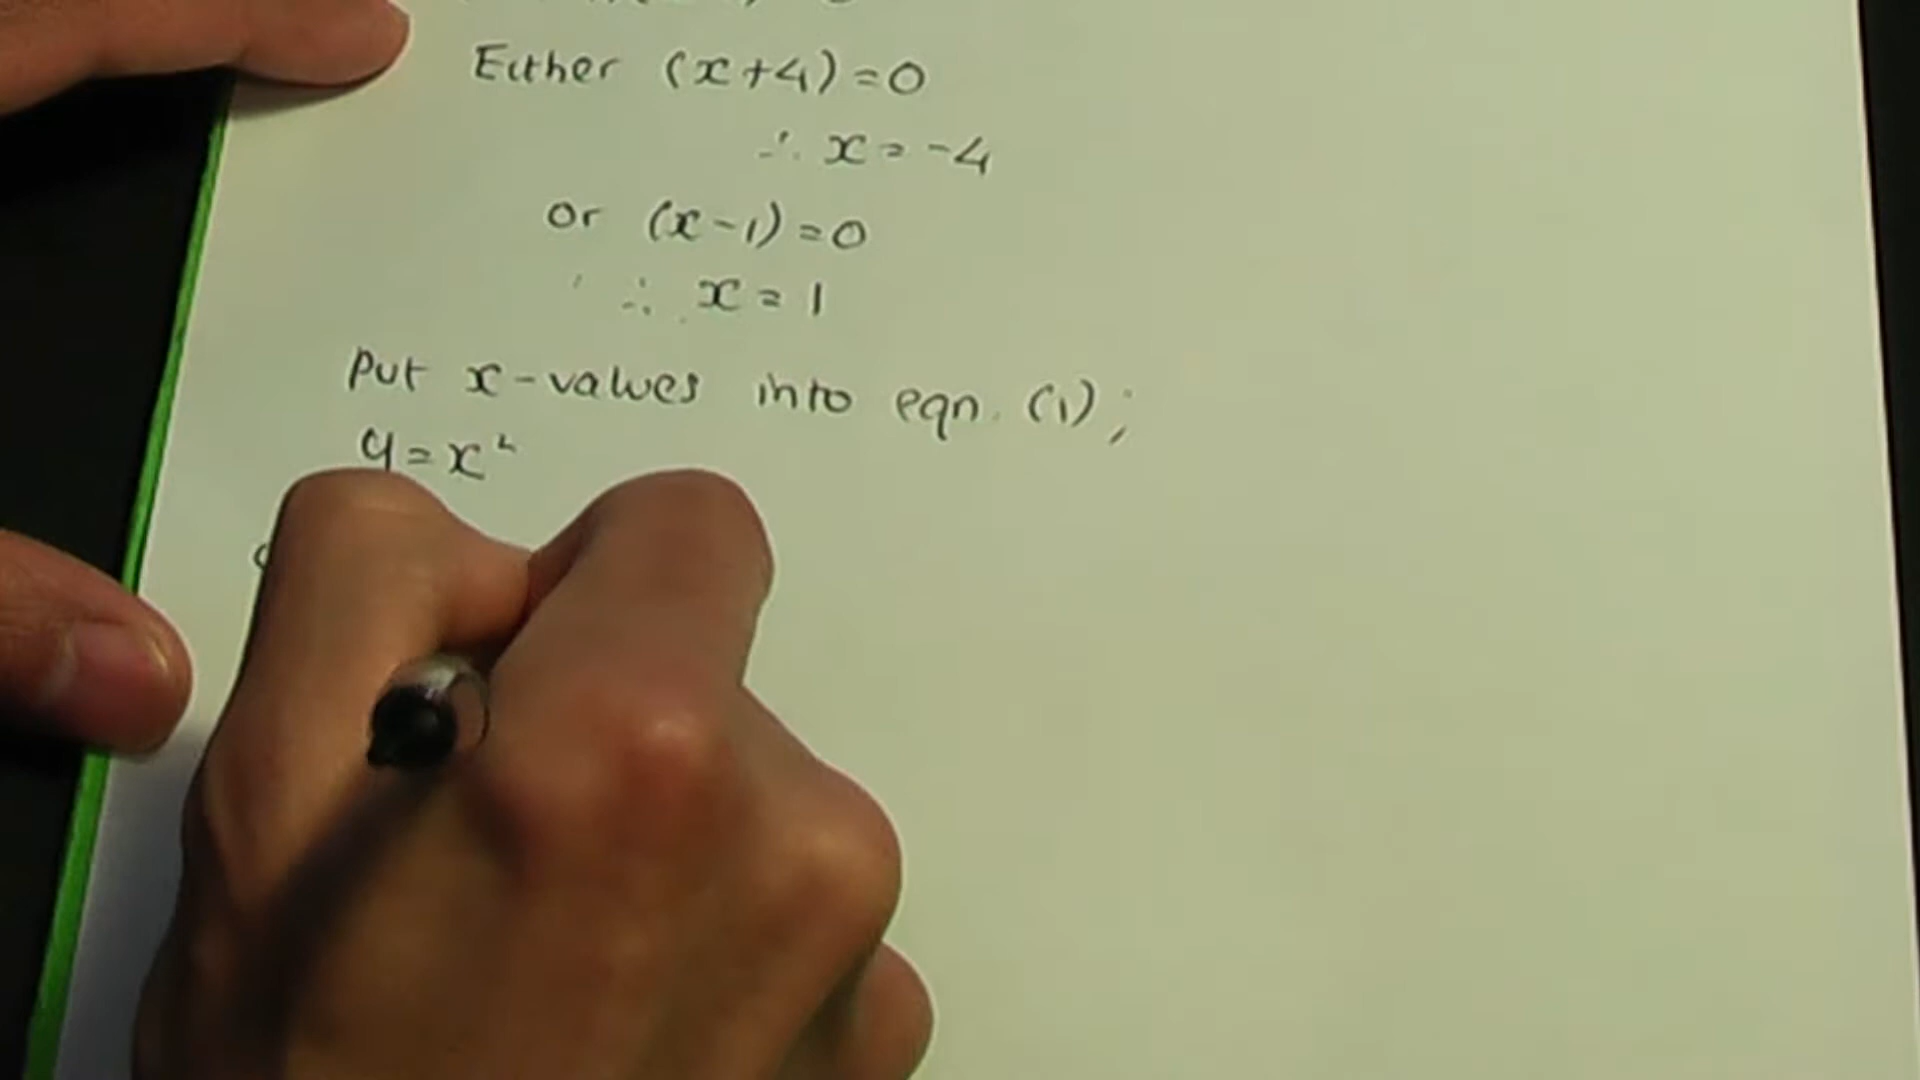 Either (x+4)=0
∴ x = -4
or (x-1)=0
∴ x = 1
Put x-values into eqn. (1);
y=x²